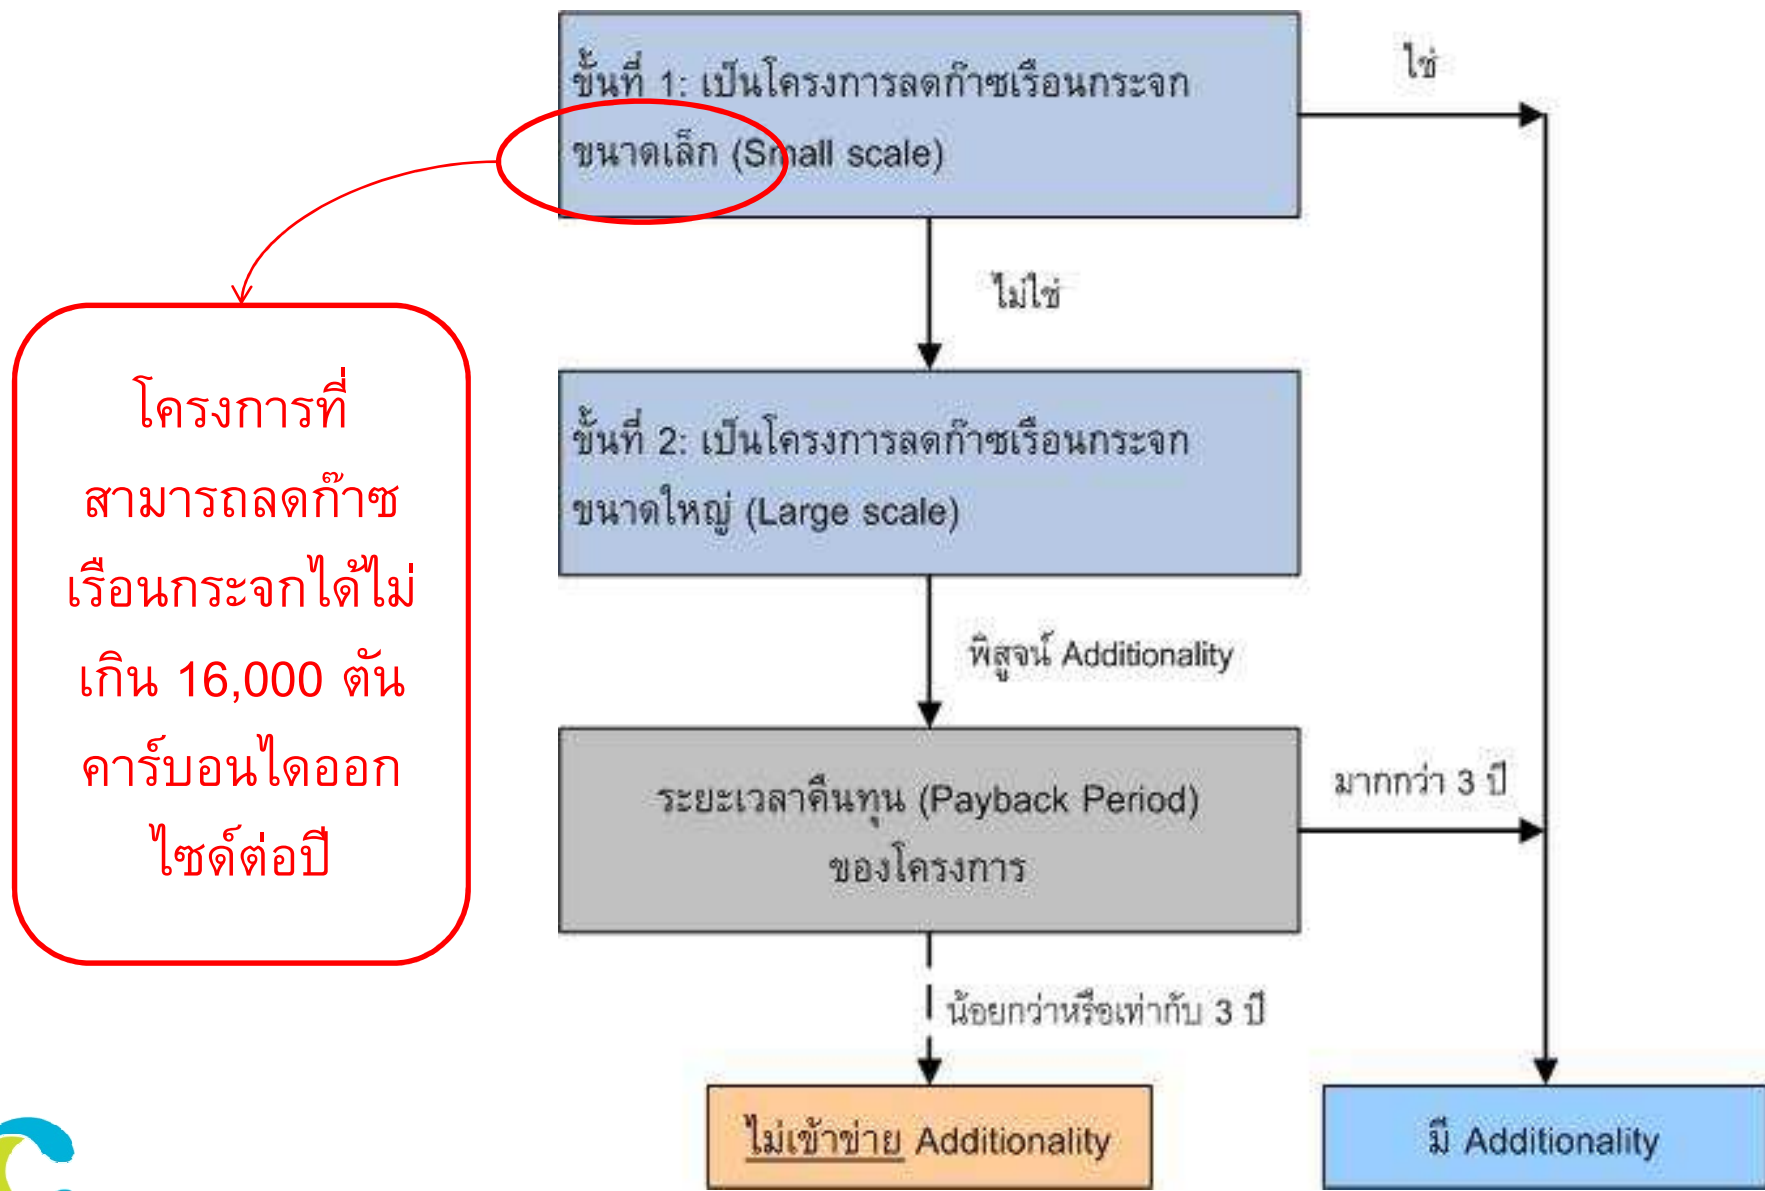 ขั้นที่ 1: เป็นโครงการลดก๊าซเรือนกระจก
ขนาดเล็ก (Small scale)
ใช่
ไม่ใช่
โครงการที่
สามารถลดก๊าซ
เรือนกระจกได้ไม่
เกิน 16,000 ตัน
คาร์บอนไดออก
ไซด์ต่อปี
ขั้นที่ 2: เป็นโครงการลดก๊าซเรือนกระจก
ขนาดใหญ่ (Large scale)
พิสูจน์ Additionality
ระยะเวลาคืนทุน (Payback Period)
ของโครงการ
มากกว่า 3 ปี
น้อยกว่าหรือเท่ากับ 3 ปี
ไม่เข้าข่าย Additionality
มี Additionality